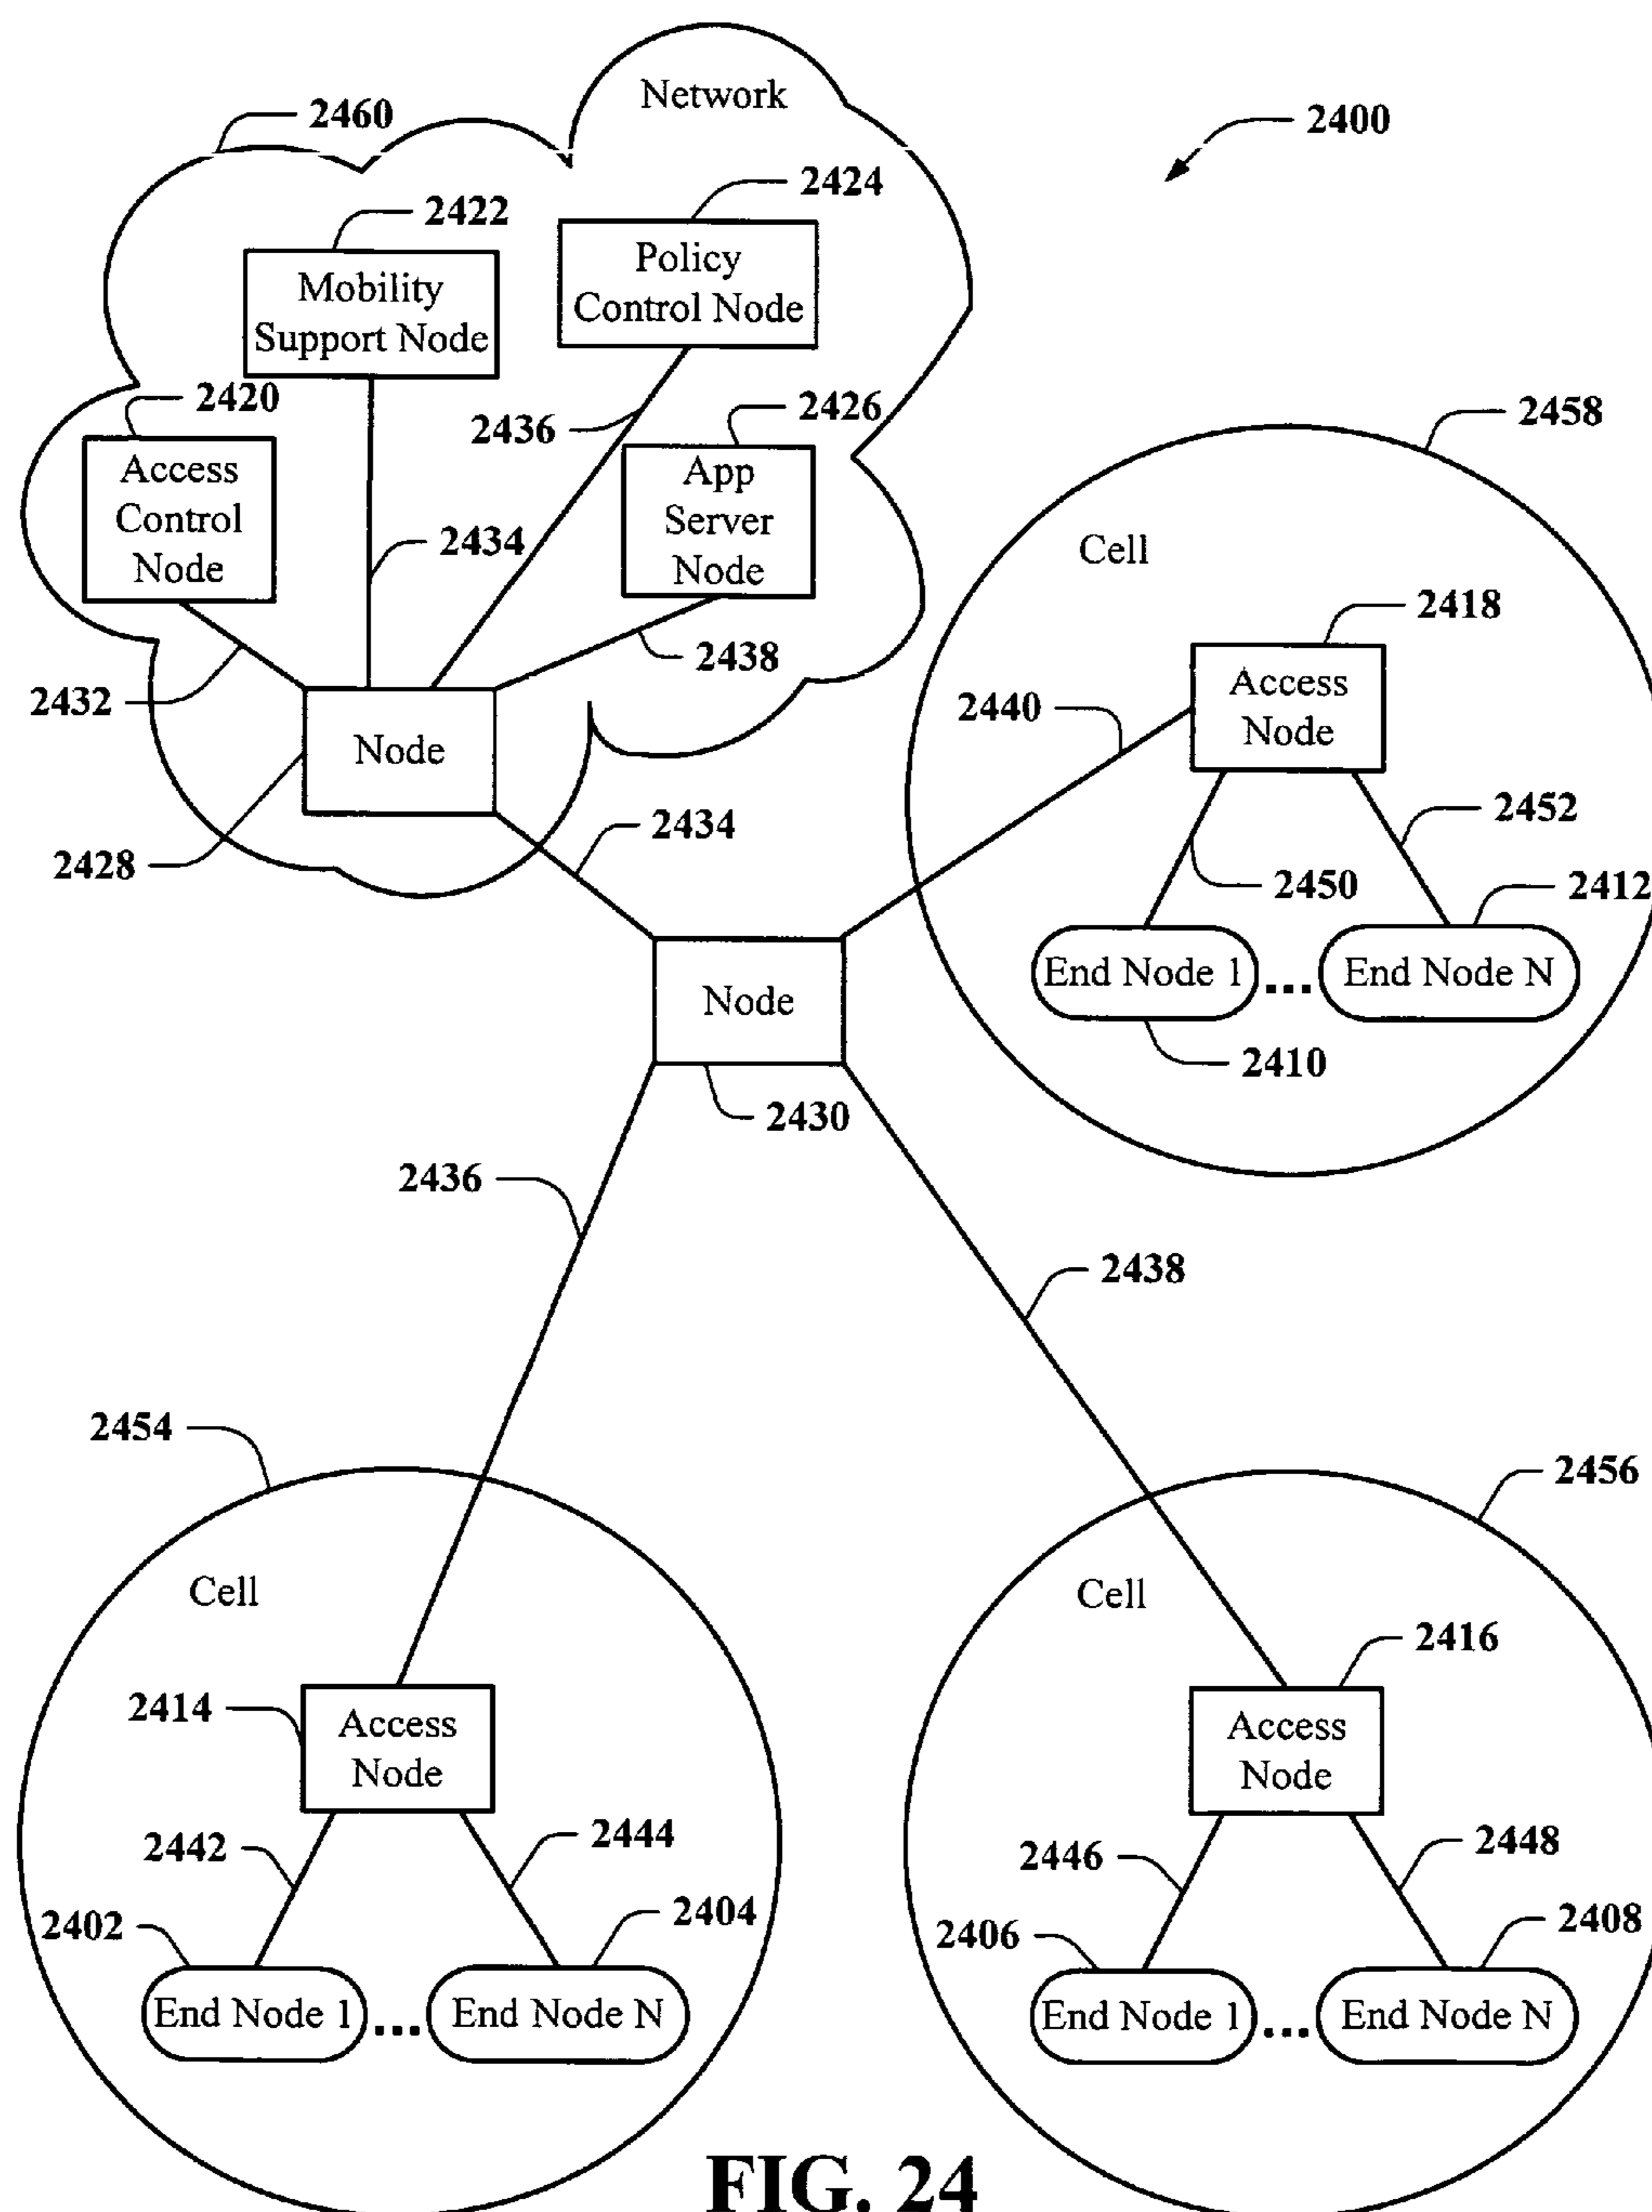 Network
2460
2400
2424
2422
Policy
Control Node
Mobility
Support Node
2420
2436
2426
2458
Access
Control
Node
App
Server
Node
2434
Cell
2418
2438
2432
2440
Access
Node
Node
2434
2452
2428
2450
2412
End Node 1
...
End Node N
Node
2410
2430
2436
2438
2454
2456
Cell
Cell
2416
2414
Access
Node
Access
Node
2442
2444
2446
2448
2402
2404
2406
2408
End Node 1
...
End Node N
End Node 1
...
End Node N
FIG. 24